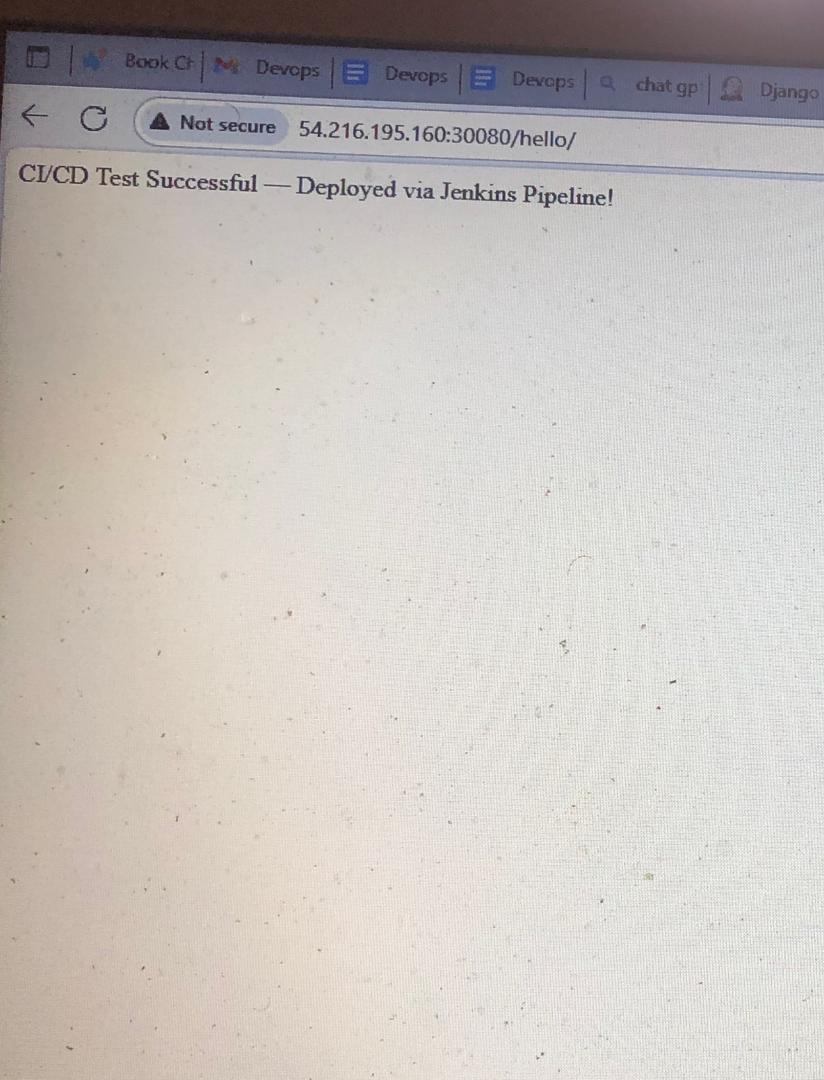 Book Ch
Devops
Devops
Devops
chat gp
Django
Not secure
54.216.195.160:30080/hello/
CI/CD Test Successful — Deployed via Jenkins Pipeline!